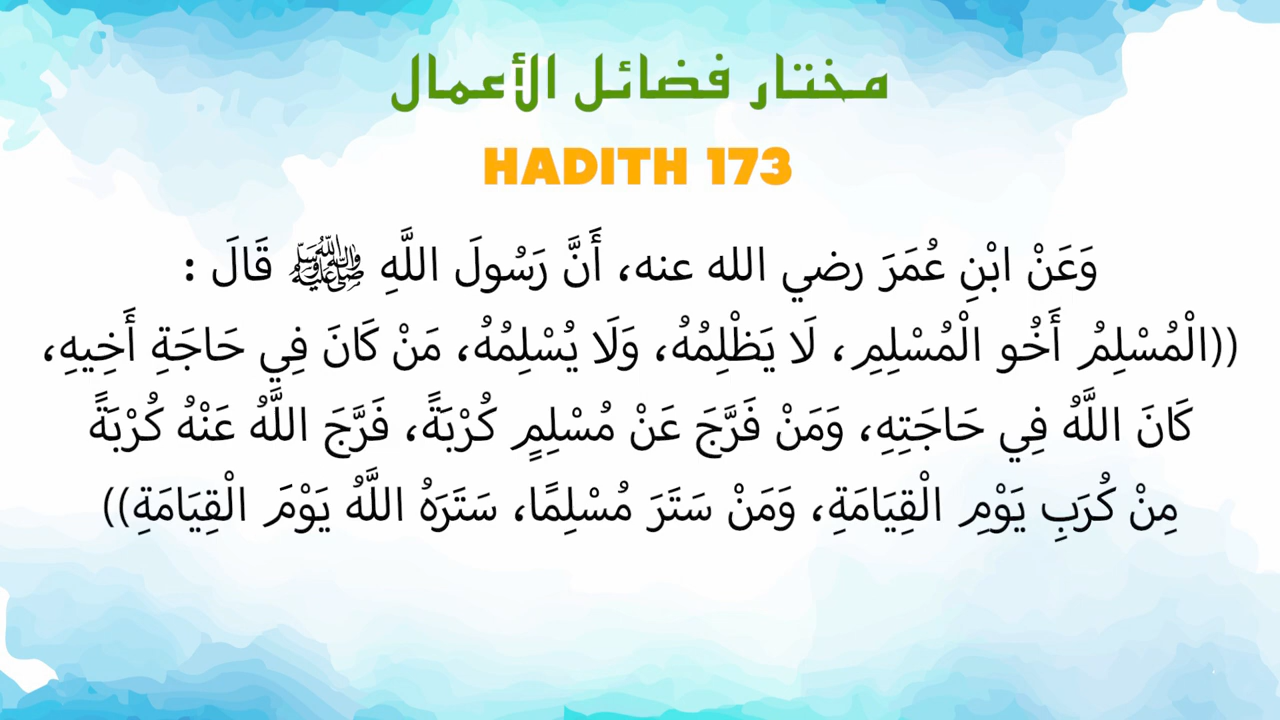 مختار فضائل الأعمال
HADITH 173
وَعَنْ ابْنِ عُمَرَ رضي الله عنه، أَنَّ رَسُولَ اللَّهِ ﷺ قَالَ :
((الْمُسْلِمُ أَخُو الْمُسْلِمِ، لَا يَظْلِمُهُ، وَلَا يُسْلِمُهُ، مَنْ كَانَ فِي حَاجَةِ أَخِيهِ،
كَانَ اللَّهُ فِي حَاجَتِهِ، وَمَنْ فَرَّجَ عَنْ مُسْلِمٍ كُرْبَةً، فَرَّجَ اللَّهُ عَنْهُ كُرْبَةً
مِنْ كُرَبِ يَوْمِ الْقِيَامَةِ، وَمَنْ سَتَرَ مُسْلِمًا، سَتَرَهُ اللَّهُ يَوْمَ الْقِيَامَةِ))